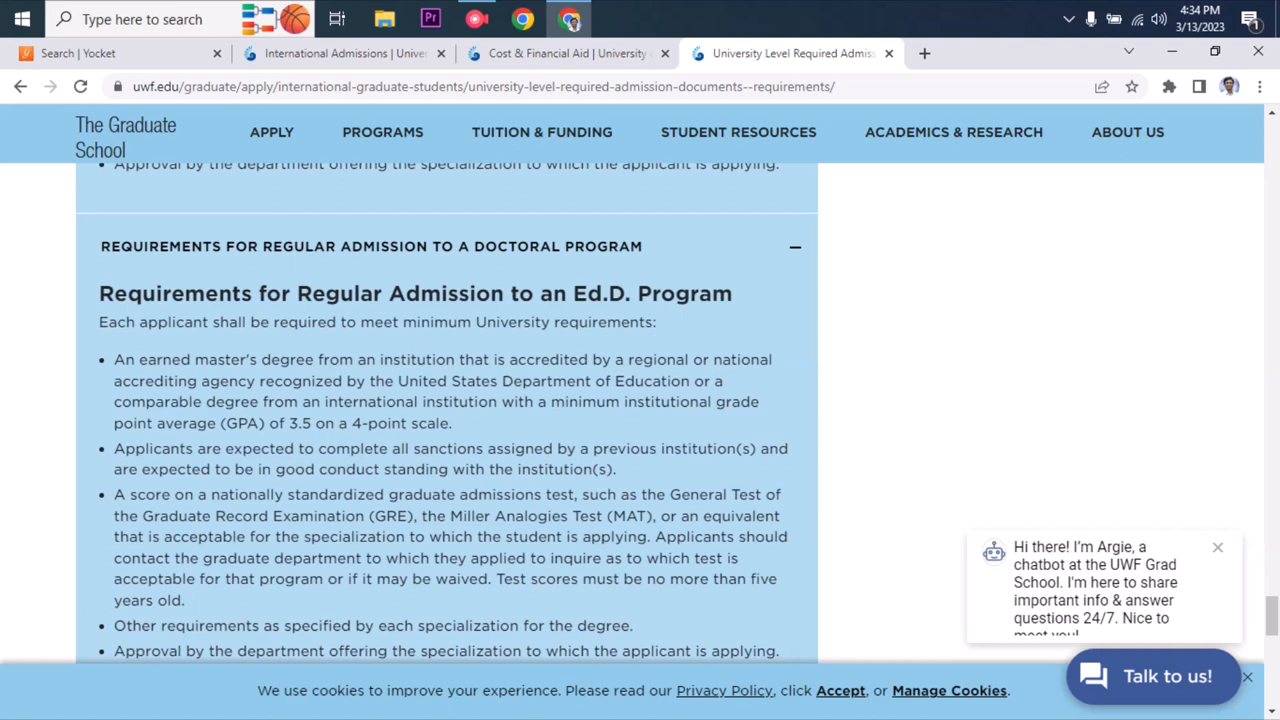 Type here to search
4:34 PM
3/13/2023
1
Search | Yocket
International Admissions | Unive
Cost & Financial Aid | University o
University Level Required Admis
uwf.edu/graduate/apply/international-graduate-students/university-level-required-admission-documents--requirements/
The Graduate
School
APPLY
PROGRAMS
TUITION & FUNDING
STUDENT RESOURCES
ACADEMICS & RESEARCH
ABOUT US
• Approval by the department offering the specialization to which the applicant is applying.
REQUIREMENTS FOR REGULAR ADMISSION TO A DOCTORAL PROGRAM
Requirements for Regular Admission to an Ed.D. Program
Each applicant shall be required to meet minimum University requirements:
• An earned master's degree from an institution that is accredited by a regional or national
accrediting agency recognized by the United States Department of Education or a
comparable degree from an international institution with a minimum institutional grade
point average (GPA) of 3.5 on a 4-point scale.
• Applicants are expected to complete all sanctions assigned by a previous institution(s) and
are expected to be in good conduct standing with the institution(s).
• A score on a nationally standardized graduate admissions test, such as the General Test of
the Graduate Record Examination (GRE), the Miller Analogies Test (MAT), or an equivalent
that is acceptable for the specialization to which the student is applying. Applicants should
contact the graduate department to which they applied to inquire as to which test is
acceptable for that program or if it may be waived. Test scores must be no more than five
years old.
• Other requirements as specified by each specialization for the degree.
• Approval by the department offering the specialization to which the applicant is applying.
Hi there! I'm Argie, a
chatbot at the UWF Grad
School. I'm here to share
important info & answer
questions 24/7. Nice to
meet you!
Talk to us!
We use cookies to improve your experience. Please read our Privacy Policy, click Accept, or Manage Cookies.